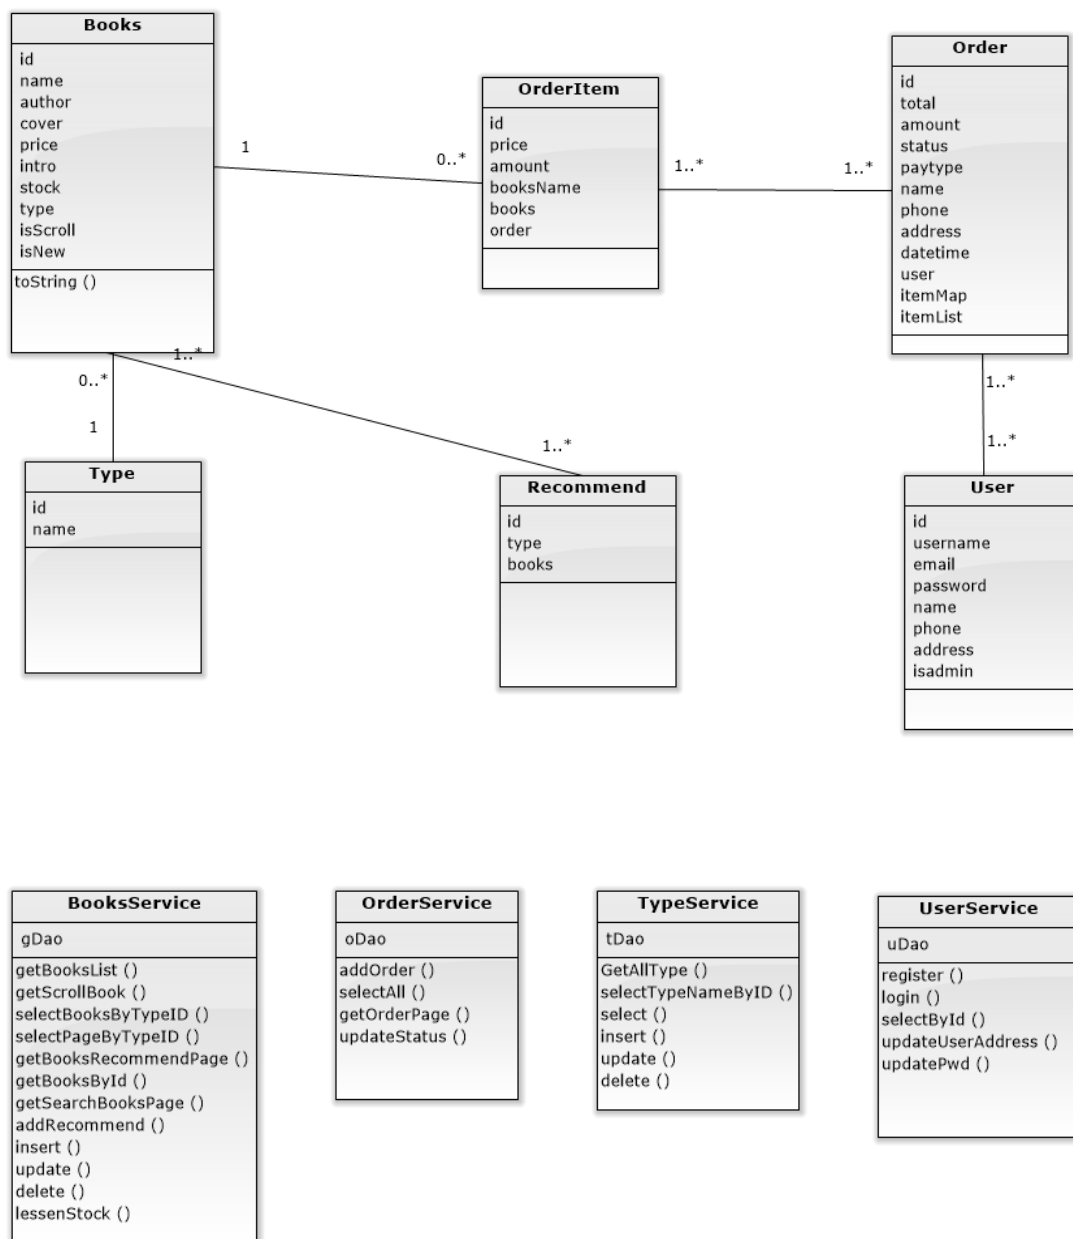 Books
id
name
author
cover
price
intro
stock
type
isScroll
isNew
toString ()
1
0..*
OrderItem
id
price
amount
booksName
books
order
1..*
1..*
Order
id
total
amount
status
paytype
name
phone
address
datetime
user
itemMap
itemList
1..*
0..*
1
1..*
1..*
1..*
Type
id
name
Recommend
id
type
books
User
id
username
email
password
name
phone
address
isadmin
BooksService
gDao
getBooksList ()
getScrollBook ()
selectBooksByTypeID ()
selectPageByTypeID ()
getBooksRecommendPage ()
getBooksById ()
getSearchBooksPage ()
addRecommend ()
insert ()
update ()
delete ()
lessenStock ()
OrderService
oDao
addOrder ()
selectAll ()
getOrderPage ()
updateStatus ()
TypeService
tDao
GetAllType ()
selectTypeNameByID ()
select ()
insert ()
update ()
delete ()
UserService
uDao
register ()
login ()
selectById ()
updateUserAddress ()
updatePwd ()